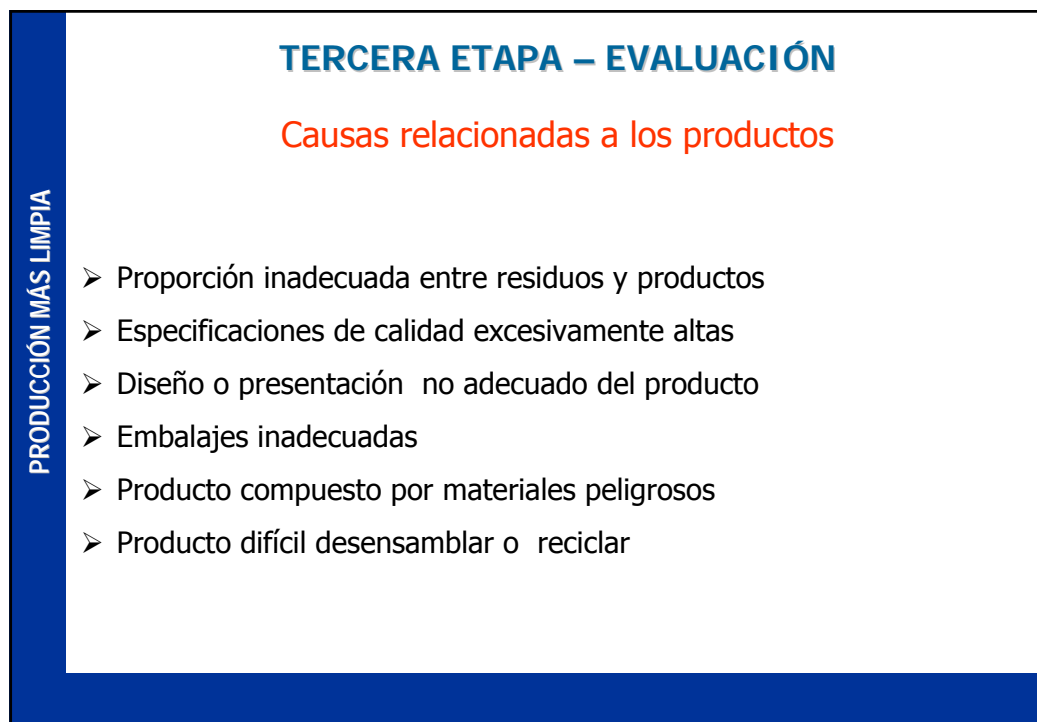 TERCERA ETAPA – EVALUACIÓN
Causas relacionadas a los productos
PRODUCCIÓN MÁS LIMPIA
➢ Proporción inadecuada entre residuos y productos
➢ Especificaciones de calidad excesivamente altas
➢ Diseño o presentación  no adecuado del producto
➢ Embalajes inadecuadas
➢ Producto compuesto por materiales peligrosos
➢ Producto difícil desensamblar o  reciclar